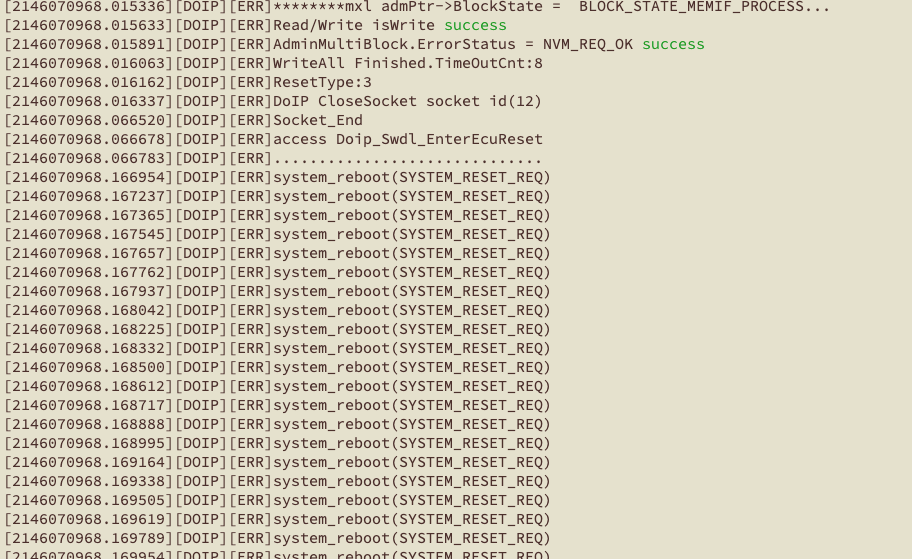 [2146070968.015336][DOIP][ERR]********mxl admPtr->BlockState =  BLOCK_STATE_MEMIF_PROCESS...
[2146070968.015633][DOIP][ERR]Read/Write isWrite success
[2146070968.015891][DOIP][ERR]AdminMultiBlock.ErrorStatus = NVM_REQ_OK success
[2146070968.016063][DOIP][ERR]WriteAll Finished.TimeOutCnt:8
[2146070968.016162][DOIP][ERR]ResetType:3
[2146070968.016337][DOIP][ERR]DoIP CloseSocket socket id(12)
[2146070968.066520][DOIP][ERR]Socket_End
[2146070968.066678][DOIP][ERR]access Doip_Swdl_EnterEcuReset
[2146070968.066783][DOIP][ERR]..............................
[2146070968.166954][DOIP][ERR]system_reboot(SYSTEM_RESET_REQ)
[2146070968.167237][DOIP][ERR]system_reboot(SYSTEM_RESET_REQ)
[2146070968.167365][DOIP][ERR]system_reboot(SYSTEM_RESET_REQ)
[2146070968.167545][DOIP][ERR]system_reboot(SYSTEM_RESET_REQ)
[2146070968.167657][DOIP][ERR]system_reboot(SYSTEM_RESET_REQ)
[2146070968.167762][DOIP][ERR]system_reboot(SYSTEM_RESET_REQ)
[2146070968.167937][DOIP][ERR]system_reboot(SYSTEM_RESET_REQ)
[2146070968.168042][DOIP][ERR]system_reboot(SYSTEM_RESET_REQ)
[2146070968.168225][DOIP][ERR]system_reboot(SYSTEM_RESET_REQ)
[2146070968.168332][DOIP][ERR]system_reboot(SYSTEM_RESET_REQ)
[2146070968.168500][DOIP][ERR]system_reboot(SYSTEM_RESET_REQ)
[2146070968.168612][DOIP][ERR]system_reboot(SYSTEM_RESET_REQ)
[2146070968.168717][DOIP][ERR]system_reboot(SYSTEM_RESET_REQ)
[2146070968.168888][DOIP][ERR]system_reboot(SYSTEM_RESET_REQ)
[2146070968.168995][DOIP][ERR]system_reboot(SYSTEM_RESET_REQ)
[2146070968.169164][DOIP][ERR]system_reboot(SYSTEM_RESET_REQ)
[2146070968.169338][DOIP][ERR]system_reboot(SYSTEM_RESET_REQ)
[2146070968.169505][DOIP][ERR]system_reboot(SYSTEM_RESET_REQ)
[2146070968.169619][DOIP][ERR]system_reboot(SYSTEM_RESET_REQ)
[2146070968.169789][DOIP][ERR]system_reboot(SYSTEM_RESET_REQ)
[2146070968.169954][DOIP][ERR]system_reboot(SYSTEM_RESET_REQ)